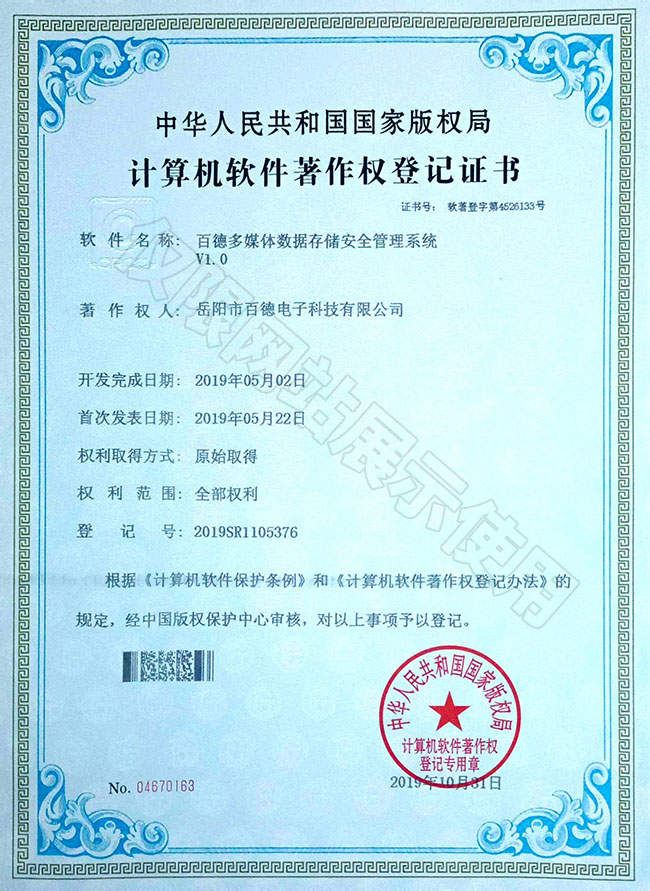 中华人民共和国国家版权局
计算机软件著作权登记证书
证书号： 软著登字第4526133号
软件名称： 百德多媒体数据存储安全管理系统
V1.0
著作权人： 岳阳市百德电子科技有限公司
开发完成日期： 2019年05月02日
首次发表日期： 2019年05月22日
权利取得方式： 原始取得
权利范围： 全部权利
登记号： 2019SR1105376
根据《计算机软件保护条例》和《计算机软件著作权登记办法》的
规定，经中国版权保护中心审核，对以上事项予以登记。
中华人民共和国国家版权局
计算机软件著作权
登记专用章
No. 04670163
2019年10月31日
仅限网站展示使用